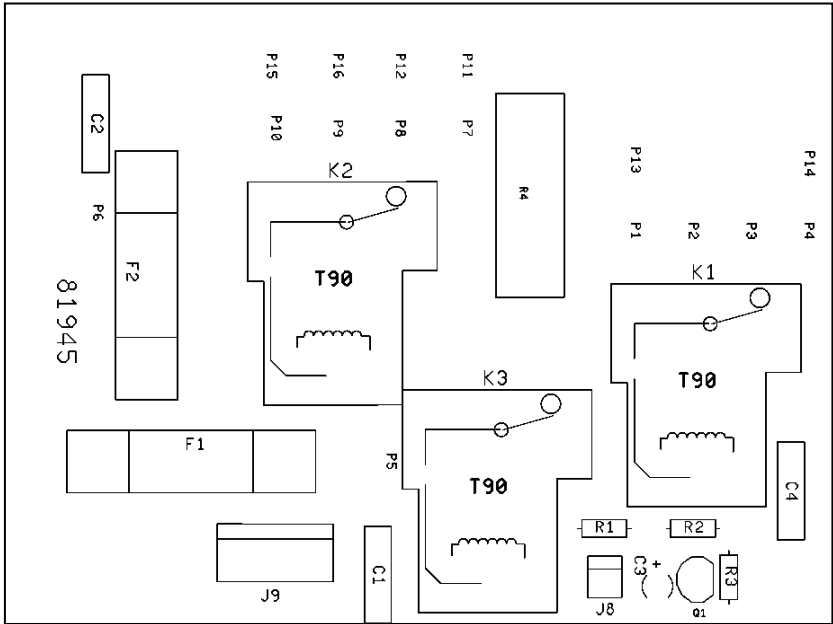 P15 P16 P12 P11
C2
P10 P9 P8 P7
P13 P14
K2
R4
P6
P1 P2 P3 P4
F2
T90
K1
81945
K3
T90
F1
P5
T90
C4
R1 R2
C1
C3 +
R3
J9
J8
Q1